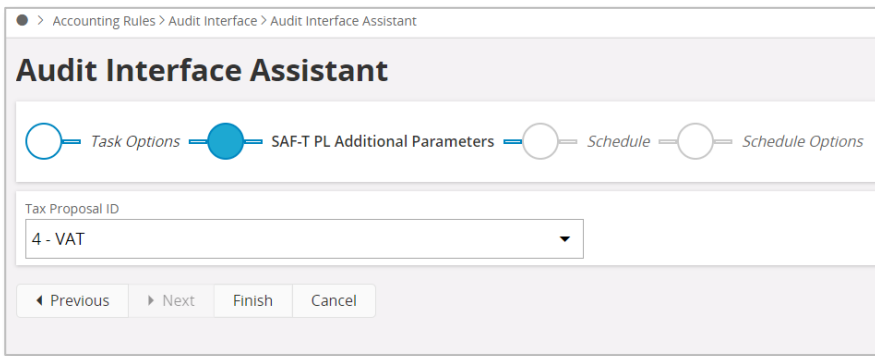 > Accounting Rules > Audit Interface > Audit Interface Assistant
Audit Interface Assistant
Task Options SAF-T PL Additional Parameters Schedule Schedule Options
Tax Proposal ID
4 - VAT
Previous Next Finish Cancel